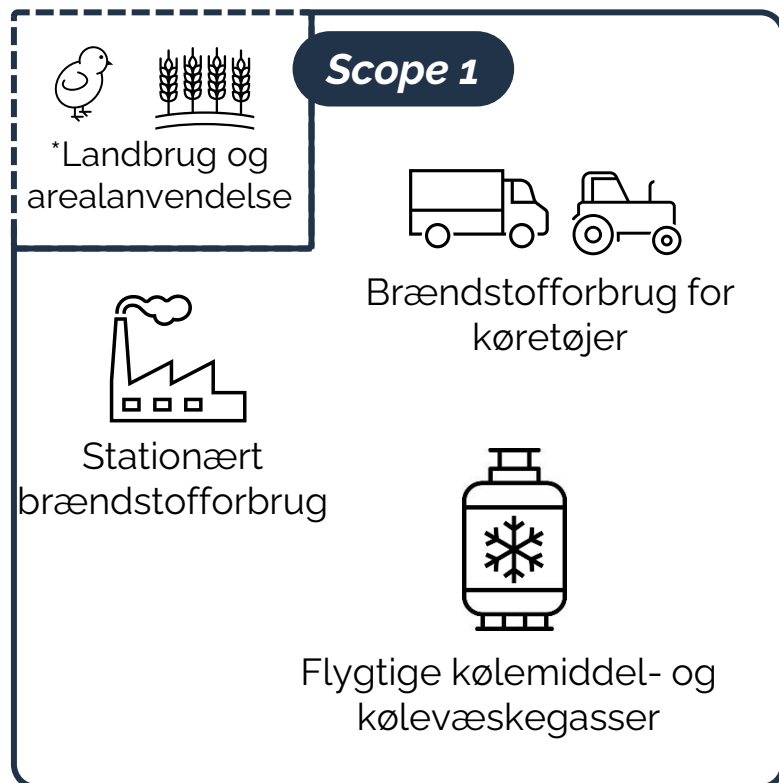 Scope 1
*Landbrug og
arealanvendelse
Brændstofforbrug for
køretøjer
Stationært
brændstofforbrug
Flygtige kølemiddel- og
kølevæskegasser